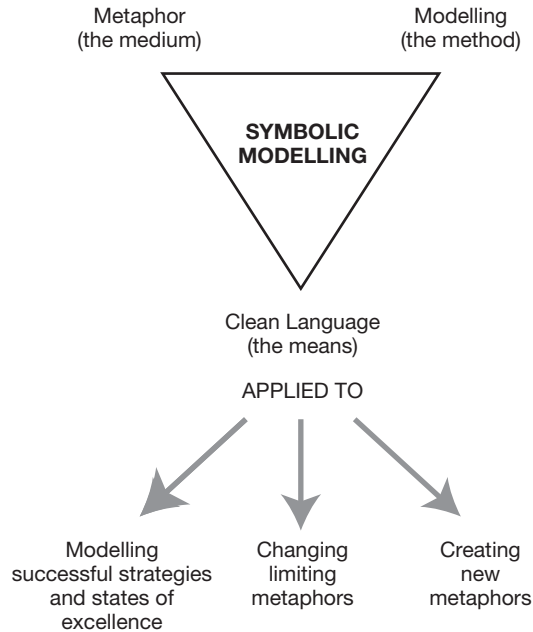 Metaphor
(the medium)
Modelling
(the method)
SYMBOLIC
MODELLING
Clean Language
(the means)
APPLIED TO
Modelling
successful strategies
and states of
excellence
Changing
limiting
metaphors
Creating
new
metaphors